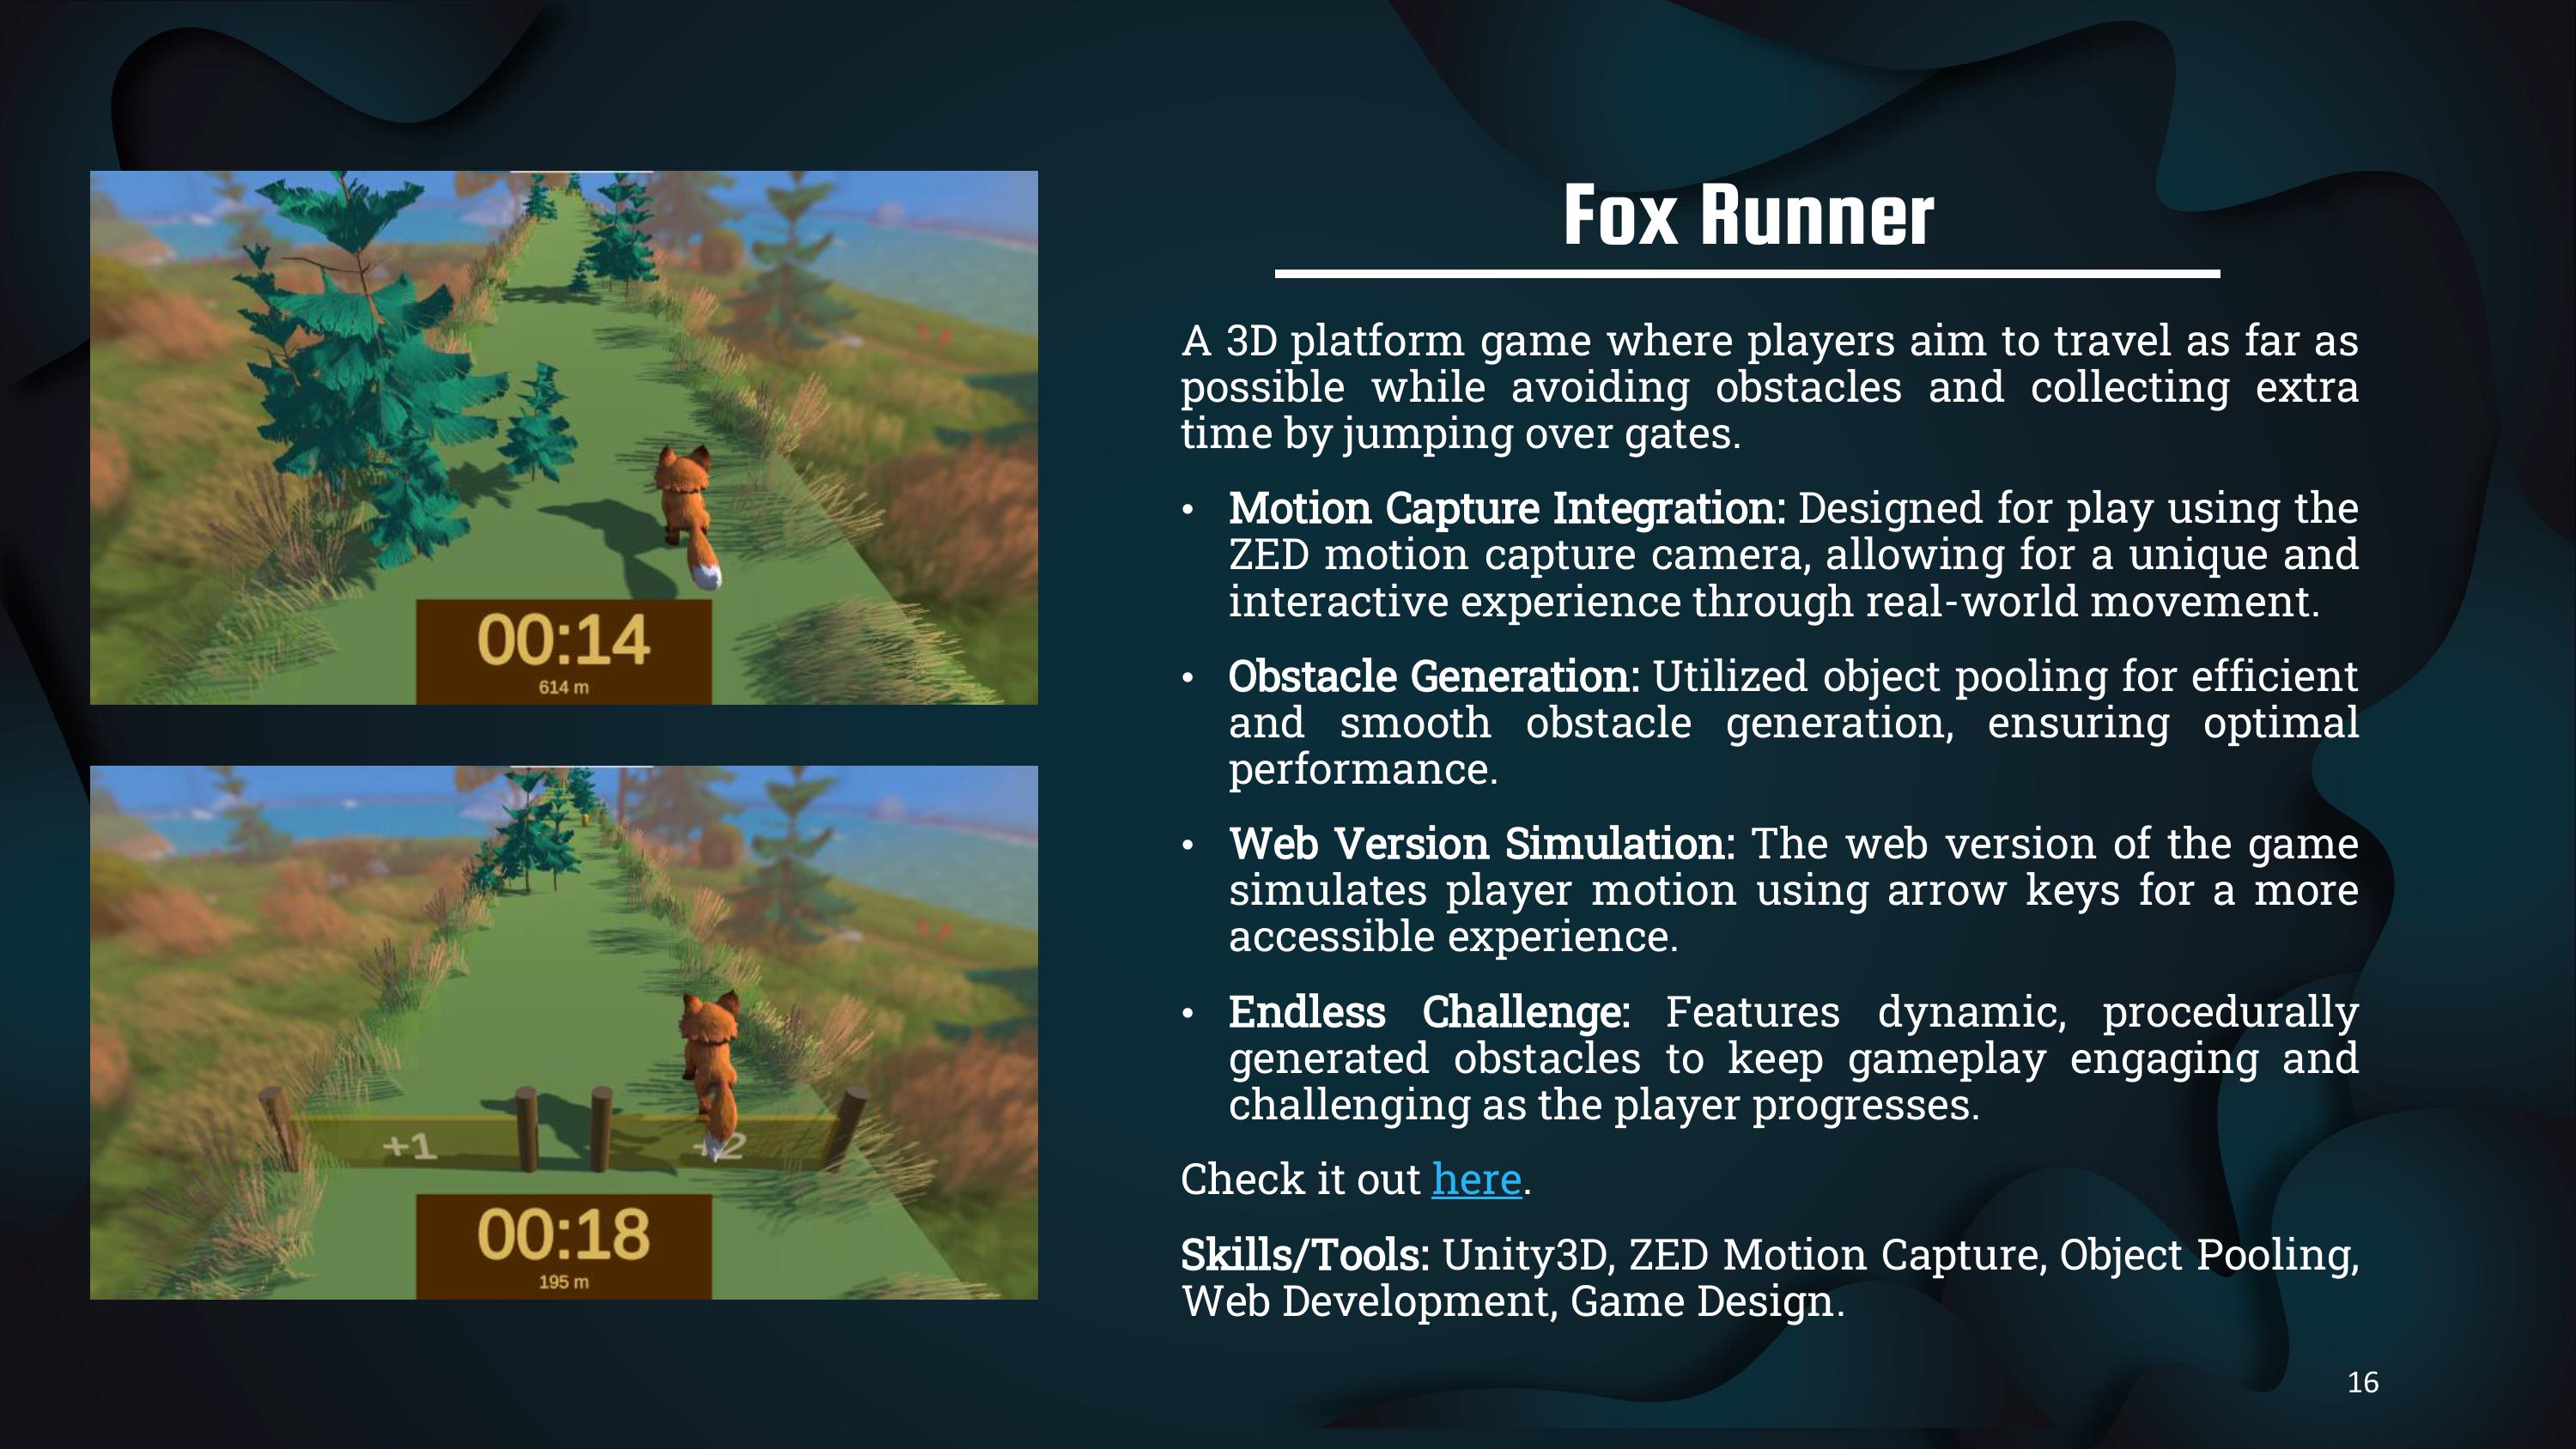 Fox Runner
A 3D platform game where players aim to travel as far as
possible while avoiding obstacles and collecting extra
time by jumping over gates.
• Motion Capture Integration: Designed for play using the
ZED motion capture camera, allowing for a unique and
interactive experience through real-world movement.
• Obstacle Generation: Utilized object pooling for efficient
and smooth obstacle generation, ensuring optimal
performance.
• Web Version Simulation: The web version of the game
simulates player motion using arrow keys for a more
accessible experience.
• Endless Challenge: Features dynamic, procedurally
generated obstacles to keep gameplay engaging and
challenging as the player progresses.
Check it out here.
Skills/Tools: Unity3D, ZED Motion Capture, Object Pooling,
Web Development, Game Design.
00:14
614 m
+1
+2
00:18
195 m
16